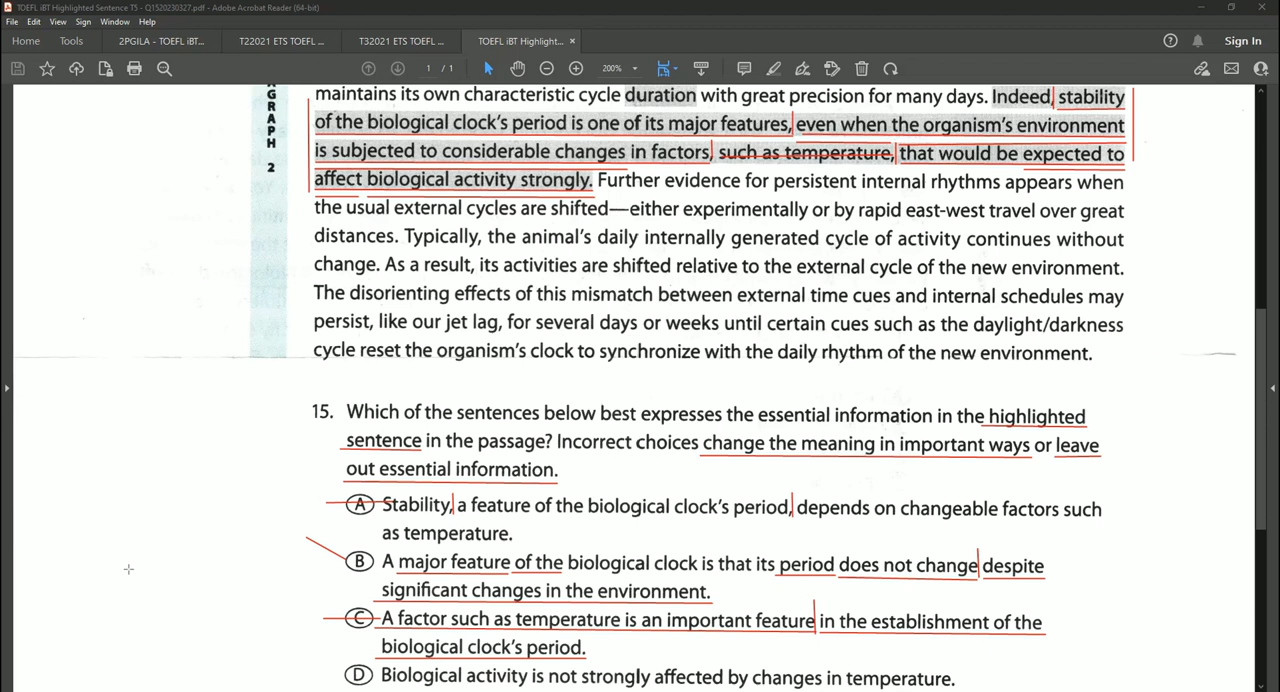 TOEFL iBT Highlighted Sentence T5 - Q1520230327.pdf - Adobe Acrobat Reader (64-bit)
File Edit View Sign Window Help
Home Tools 2PGILA - TOEFL iBT... T22021 ETS TOEFL ... T32021 ETS TOEFL ... TOEFL iBT Highlight... × Sign In
1 / 1 200%
AGRAPH 2
maintains its own characteristic cycle duration with great precision for many days. Indeed, stability
of the biological clock's period is one of its major features, even when the organism's environment
is subjected to considerable changes in factors, such as temperature, that would be expected to
affect biological activity strongly. Further evidence for persistent internal rhythms appears when
the usual external cycles are shifted—either experimentally or by rapid east-west travel over great
distances. Typically, the animal's daily internally generated cycle of activity continues without
change. As a result, its activities are shifted relative to the external cycle of the new environment.
The disorienting effects of this mismatch between external time cues and internal schedules may
persist, like our jet lag, for several days or weeks until certain cues such as the daylight/darkness
cycle reset the organism's clock to synchronize with the daily rhythm of the new environment.
15. Which of the sentences below best expresses the essential information in the highlighted
sentence in the passage? Incorrect choices change the meaning in important ways or leave
out essential information.
A Stability, a feature of the biological clock's period, depends on changeable factors such
as temperature.
B A major feature of the biological clock is that its period does not change despite
significant changes in the environment.
C A factor such as temperature is an important feature in the establishment of the
biological clock's period.
D Biological activity is not strongly affected by changes in temperature.